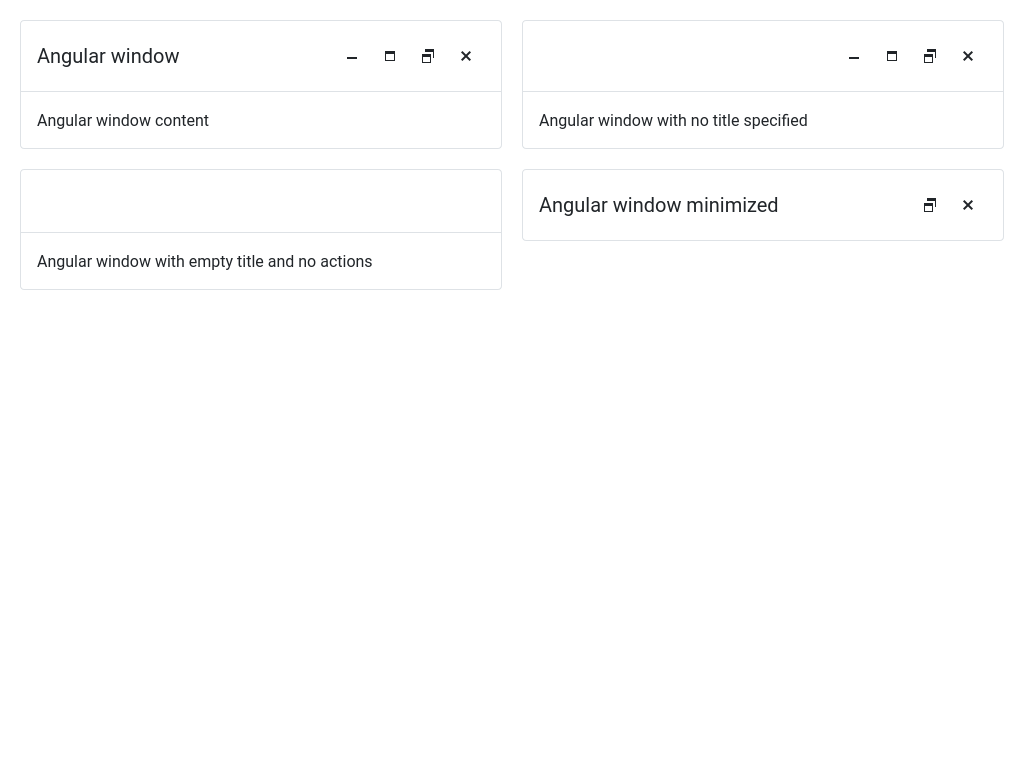 Angular window
Angular window content
Angular window with no title specified
Angular window with empty title and no actions
Angular window minimized